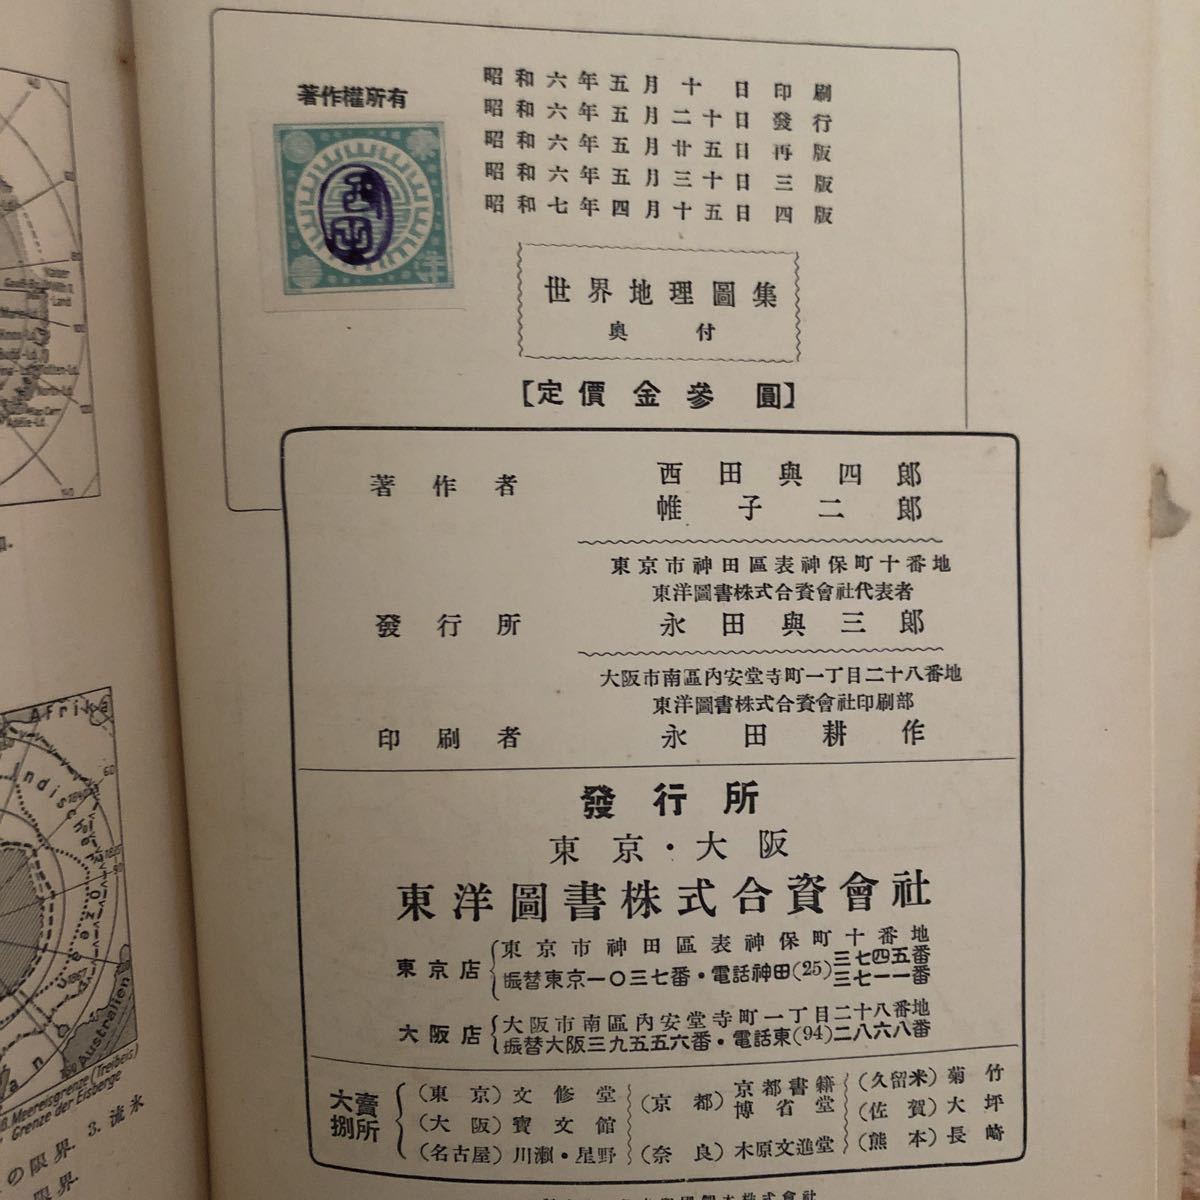 著作權所有
昭和六年五月十日印刷
昭和六年五月二十日發行
昭和六年五月廿五日再版
昭和六年五月三十日三版
昭和七年四月十五日四版
世界地理圖集
奥付
【定價金參圓】
著作者
西田與四郎
帷子二郎
東京市神田區表神保町十番地
東洋圖書株式合資會社代表者
發行所
永田與三郎
大阪市南區內安堂寺町一丁目二十八番地
東洋圖書株式合資會社印刷部
印刷者
永田耕作
發行所
東京・大阪
東洋圖書株式合資會社
東京店
東京市神田區表神保町十番地
振替東京一〇三七番・電話神田(25)三七四五番
三七一一番
大阪店
大阪市南區內安堂寺町一丁目二十八番地
振替大阪三九五五六番・電話東(94)二八六八番
大賣捌所
(東京)文修堂
(大阪)寶文館
(名古屋)川瀬・星野
(京都)京都書籍
博省堂
(奈良)木原文進堂
(久留米)菊竹
(佐賀)大坪
(熊本)長崎
Afrika
Indischer
Ozean
Australien
Meereisgrenze (Treibeis)
Grenze der Eisberge
の限界. 3. 流氷
限界.